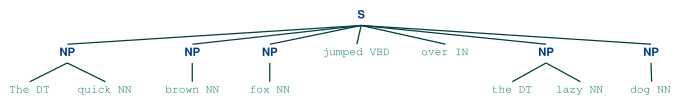 S
NP NP NP jumped VBD over IN NP NP
The DT quick NN brown NN fox NN the DT lazy NN dog NN